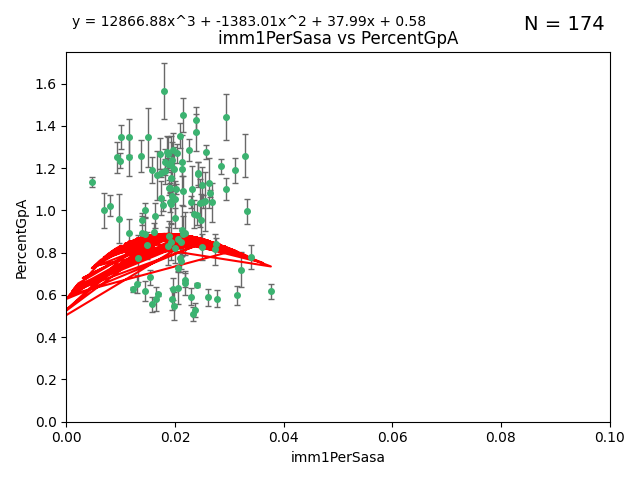 y = 12866.88x^3 + -1383.01x^2 + 37.99x + 0.58
N = 174
imm1PerSasa vs PercentGpA
PercentGpA
1.6
1.4
1.2
1.0
0.8
0.6
0.4
0.2
0.0
0.00 0.02 0.04 0.06 0.08 0.10
imm1PerSasa